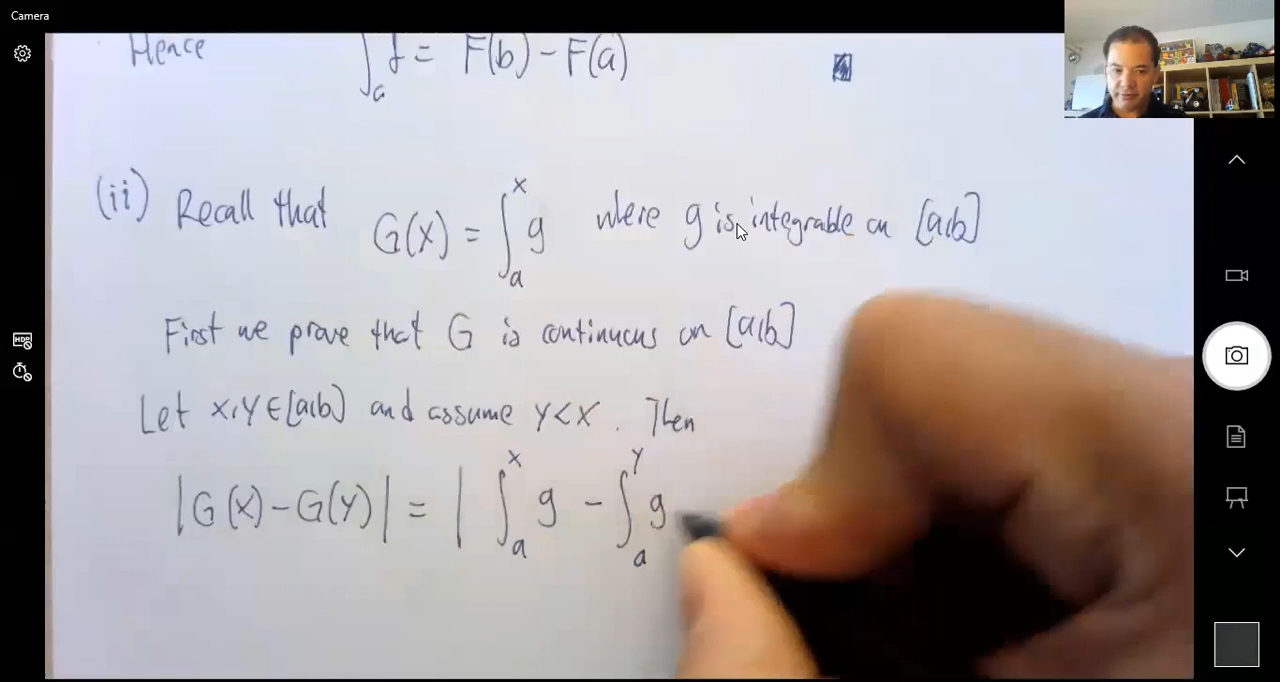 Camera
Hence ∫_a f = F(b) - F(a)
(ii) Recall that G(x) = ∫_a^x g where g is integrable on [a,b]
First we prove that G is continuous on [a,b]
Let x,y ∈ [a,b] and assume y < x. Then
|G(x) - G(y)| = | ∫_a^x g - ∫_a^y g